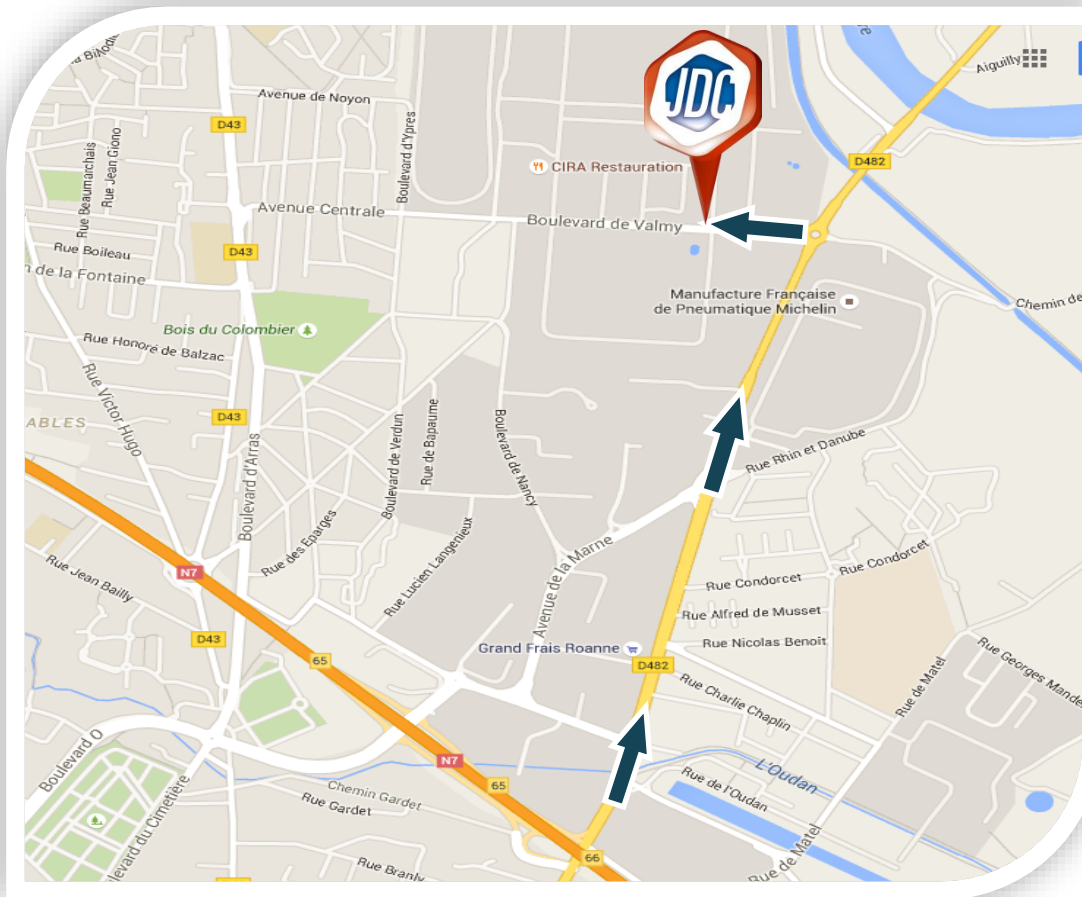 Aiguilly
JDC
Avenue de Noyon
D43
Boulevard d'Ypres
Rue Jean Giono
Rue Beaumarchais
D482
CIRA Restauration
Avenue Centrale
Boulevard de Valmy
Rue Boileau
D43
de la Fontaine
Manufacture Française
de Pneumatique Michelin
Chemin de
Bois du Colombier
Rue Honoré de Balzac
Rue Victor Hugo
ABLES
D43
Boulevard d'Arras
Boulevard de Verdun
Rue de Bapaume
Boulevard de Nancy
Rue Rhin et Danube
Rue des Eparges
Rue Lucien Langenieux
Avenue de la Marne
Rue Condorcet
Rue Condorcet
N7
Rue Jean Bailly
Rue Alfred de Musset
D43
Rue Nicolas Benoît
Grand Frais Roanne
65
D482
Rue Georges Mande
Rue de Matel
Rue Charlie Chaplin
Boulevard O
N7
65
L'Oudan
Rue de l'Oudan
Chemin Gardet
Rue Gardet
levard du Cimetière
Rue Branly
66
Rue de Matel